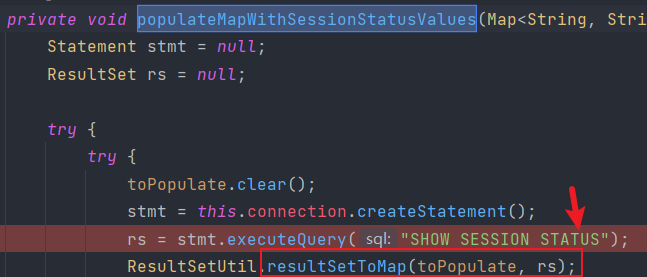 private void populateMapWithSessionStatusValues(Map<String, Stri
Statement stmt = null;
ResultSet rs = null;
try {
try {
toPopulate.clear();
stmt = this.connection.createStatement();
rs = stmt.executeQuery( sql: "SHOW SESSION STATUS");
ResultSetUtil.resultSetToMap(toPopulate, rs);